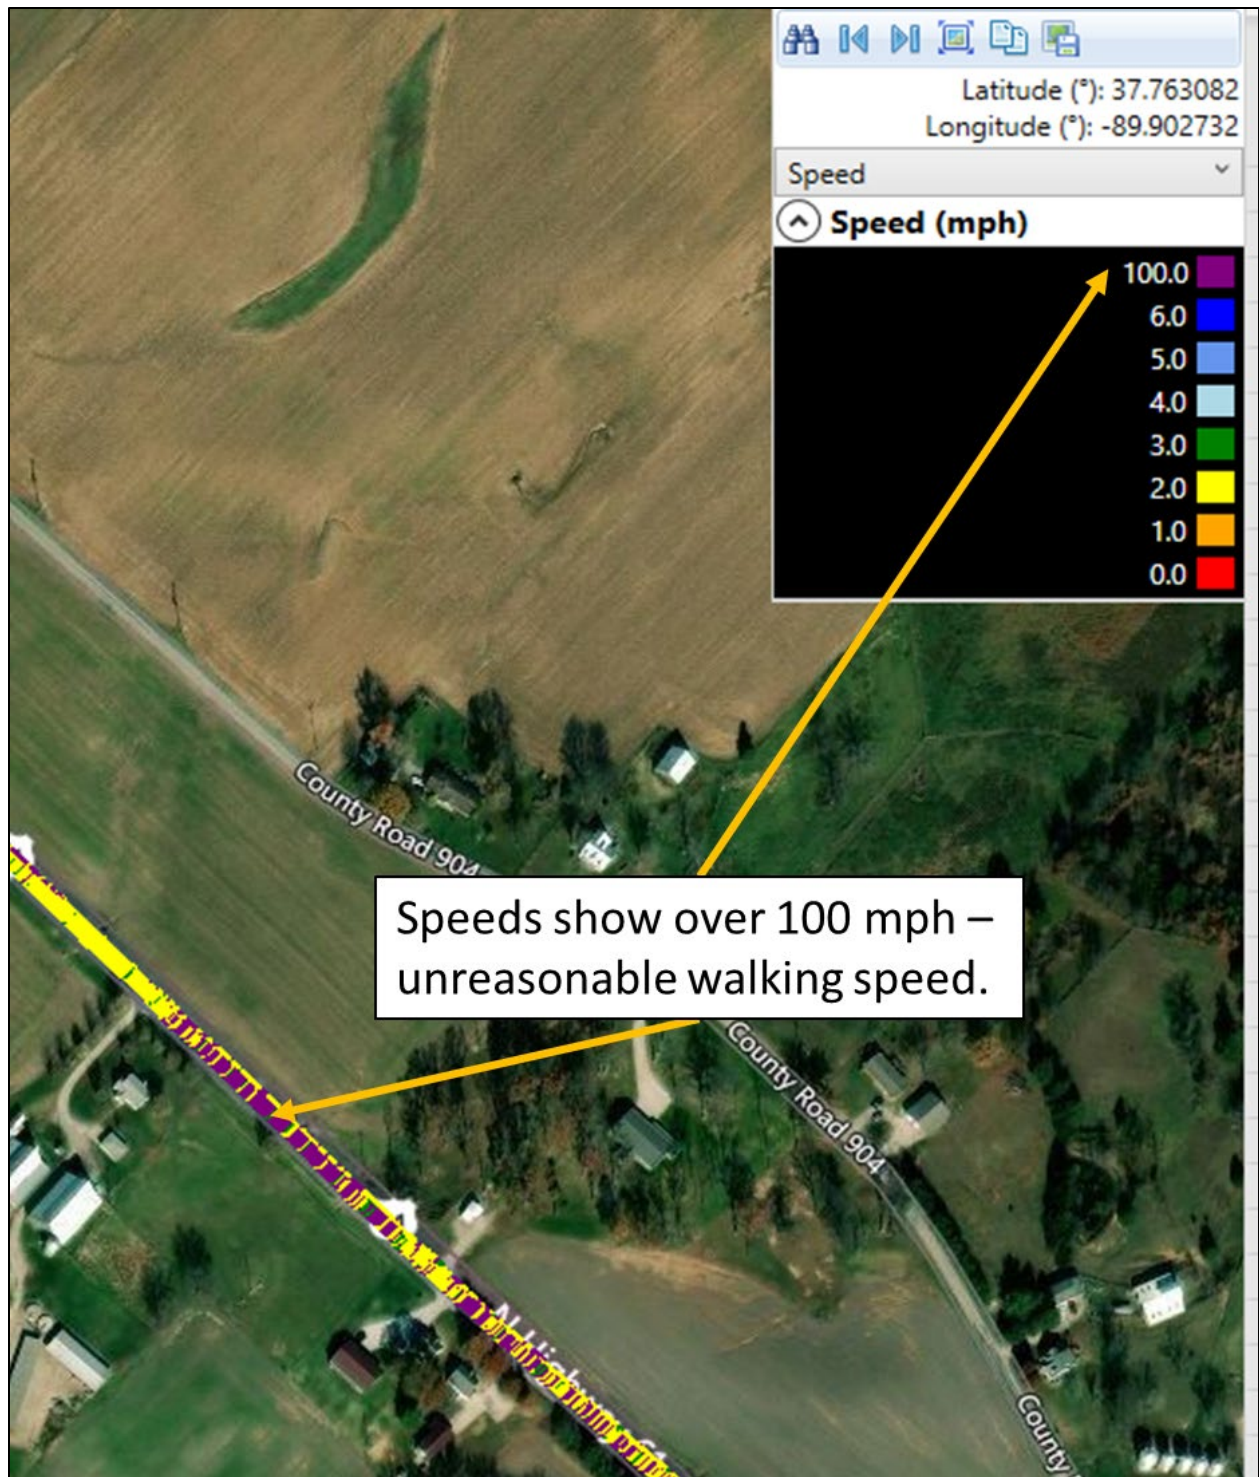 Latitude (°): 37.763082
Longitude (°): -89.902732
Speed
Speed (mph)
100.0
6.0
5.0
4.0
3.0
2.0
1.0
0.0
County Road 904
Speeds show over 100 mph –
unreasonable walking speed.
County Road 904
County